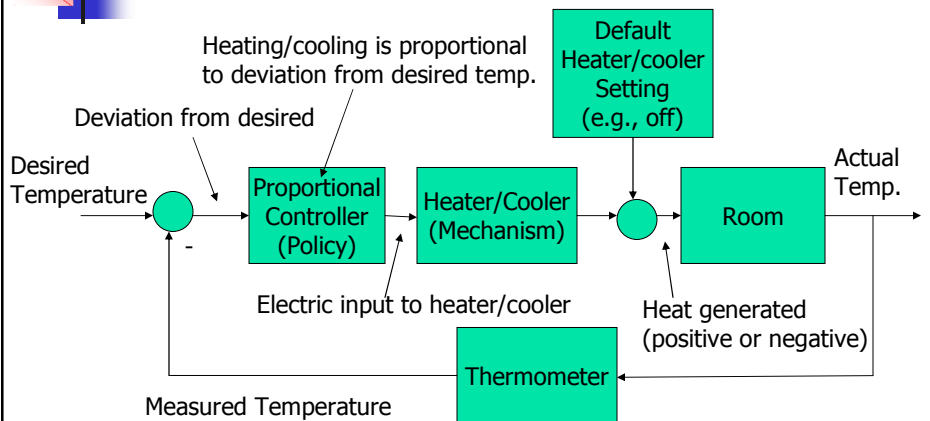 Heating/cooling is proportional
to deviation from desired temp.
Default
Heater/cooler
Setting
(e.g., off)
Deviation from desired
Desired
Temperature
Proportional
Controller
(Policy)
Heater/Cooler
(Mechanism)
Room
Actual
Temp.
-
Electric input to heater/cooler
Heat generated
(positive or negative)
Thermometer
Measured Temperature